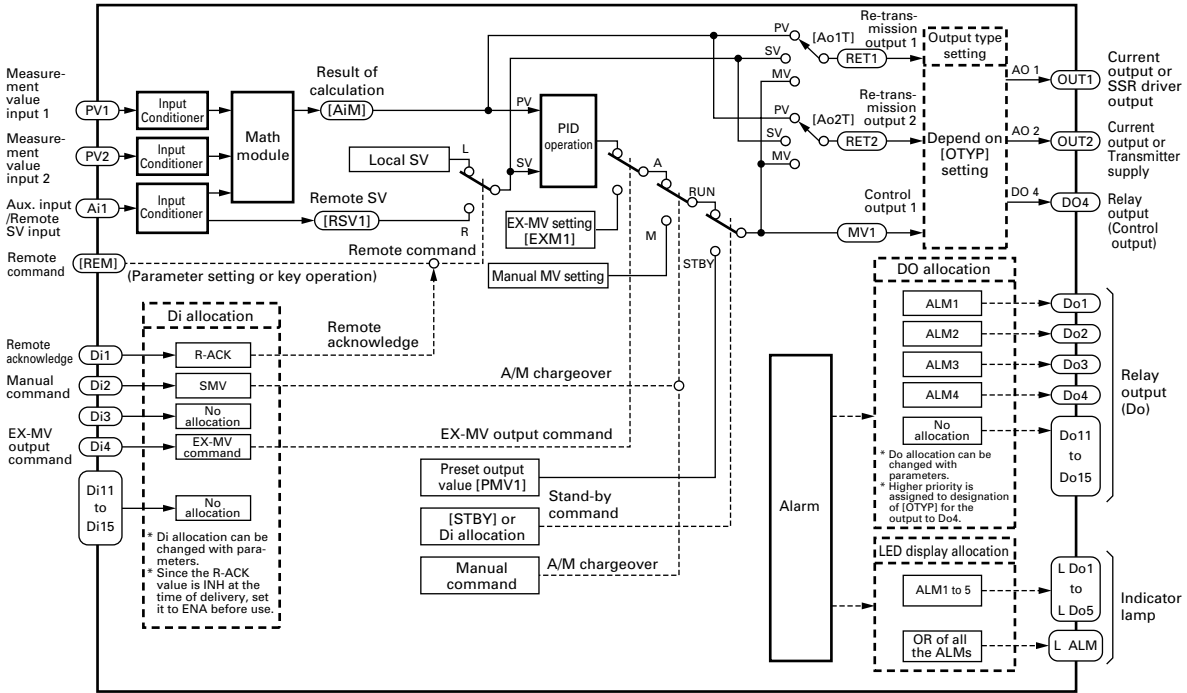 Measure-
ment
value
input 1
PV1
Input
Conditioner
Measure-
ment
value
input 2
PV2
Input
Conditioner
Aux. input
/Remote
SV input
Ai1
Input
Conditioner
Math
module
Result of
calculation
[AiM]
Local SV
L
Remote SV
[RSV1]
R
PV
SV
PID
operation
EX-MV setting
[EXM1]
A
M
Manual MV setting
RUN
STBY
PV
SV
MV
[Ao1T]
Re-trans-
mission
output 1
RET1
PV
SV
MV
[Ao2T]
Re-trans-
mission
output 2
RET2
Control
output 1
MV1
Output type
setting
Depend on
[OTYP]
setting
AO 1
OUT1
Current
output or
SSR driver
output
AO 2
OUT2
Current
output or
Transmitter
supply
DO 4
DO4
Relay
output
(Control
output)
Remote
command
[REM]
(Parameter setting or key operation)
Remote command
Di allocation
Remote
acknowledge
Di1
R-ACK
Remote
acknowledge
Manual
command
Di2
SMV
A/M chargeover
Di3
No
allocation
EX-MV
output
command
Di4
EX-MV
command
EX-MV output command
Di11
to
Di15
No
allocation
* Di allocation can be
changed with para-
meters.
* Since the R-ACK
value is INH at the
time of delivery, set
it to ENA before use.
Preset output
value [PMV1]
[STBY] or
Di allocation
Stand-by
command
Manual
command
A/M chargeover
Alarm
DO allocation
ALM1
Do1
ALM2
Do2
ALM3
Do3
ALM4
Do4
No
allocation
Do11
to
Do15
Relay
output
(Do)
* Do allocation can be
changed with
parameters.
* Higher priority is
assigned to designation
of [OTYP] for the
output to Do4.
LED display allocation
ALM1 to 5
L Do1
to
L Do5
OR of all
the ALMs
L ALM
Indicator
lamp